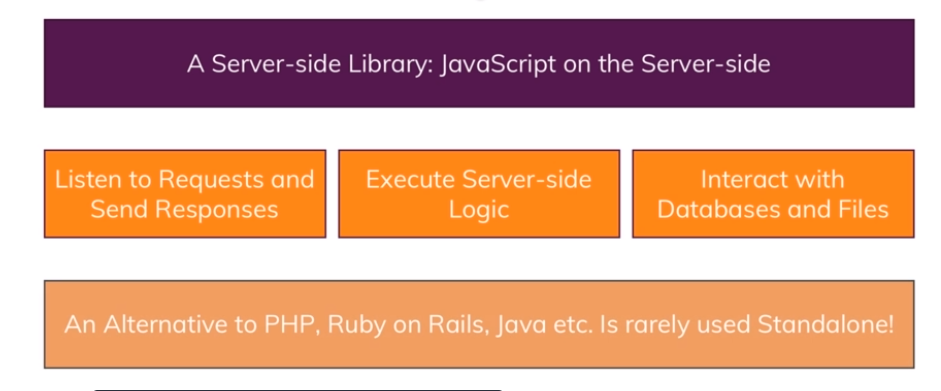 A Server-side Library: JavaScript on the Server-side
Listen to Requests and
Send Responses
Execute Server-side
Logic
Interact with
Databases and Files
An Alternative to PHP, Ruby on Rails, Java etc. Is rarely used Standalone!